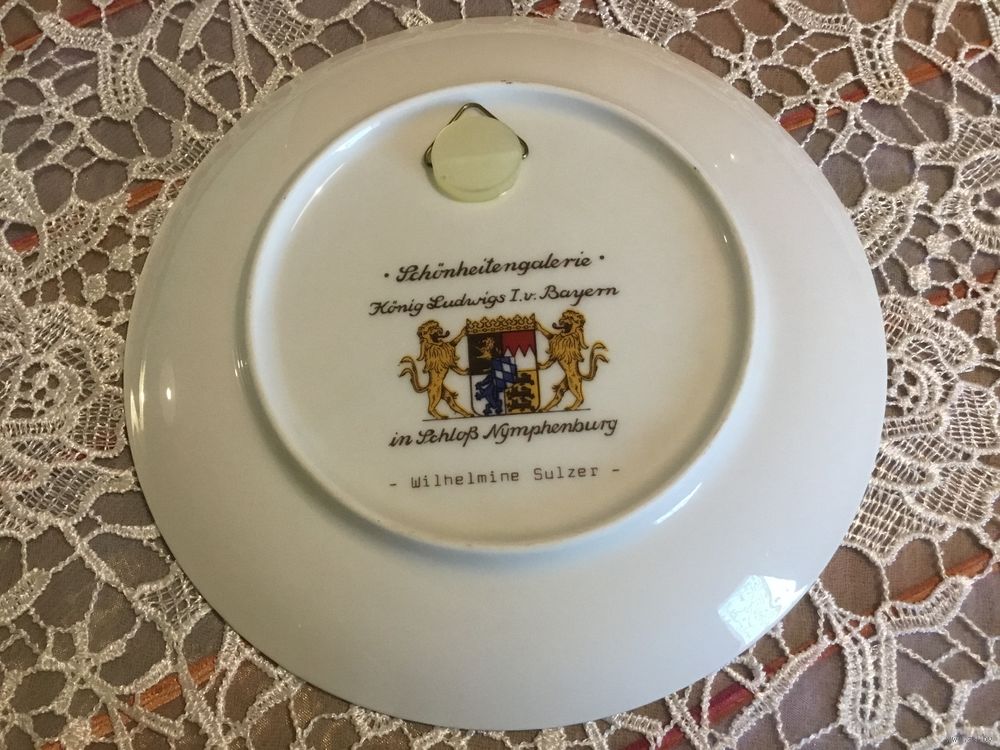 · Schönheitengalerie ·
König Ludwigs I. v. Bayern
in Schloß Nymphenburg
- Wilhelmine Sulzer -